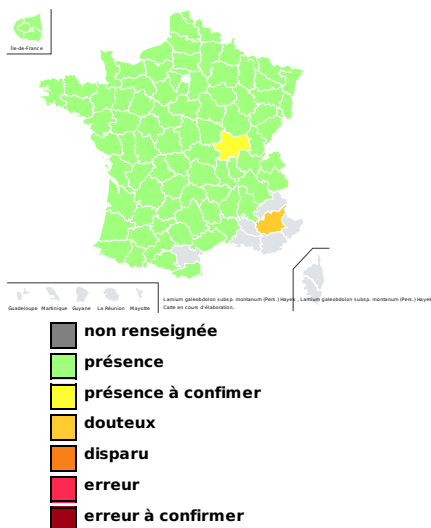 Île-de-France
Guadeloupe Martinique Guyane La Réunion Mayotte
Lamium galeobdolon subsp. montanum (Pers.) Hayek , Lamium galeobdolon subsp. montanum (Pers.) Hayek
Carte en cours d'élaboration.
non renseignée
présence
présence à confimer
douteux
disparu
erreur
erreur à confirmer